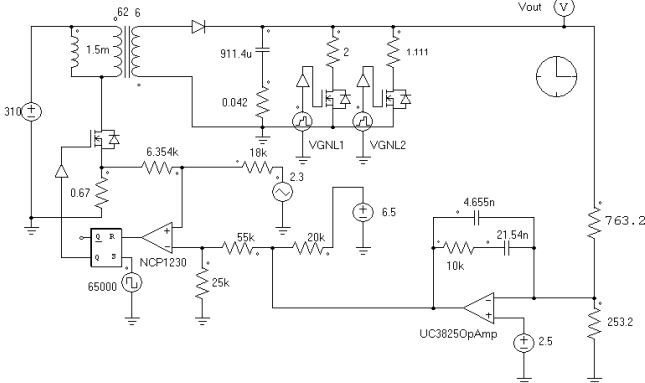 Vout V
62 6
1.5m
911.4u
2
1.111
310
0.042
VGNL1
VGNL2
6.354k
18k
2.3
0.67
4.655n
6.5
763.2
21.54n
Q R
Q S
55k
20k
10k
NCP1230
25k
65000
253.2
UC3825OpAmp
2.5